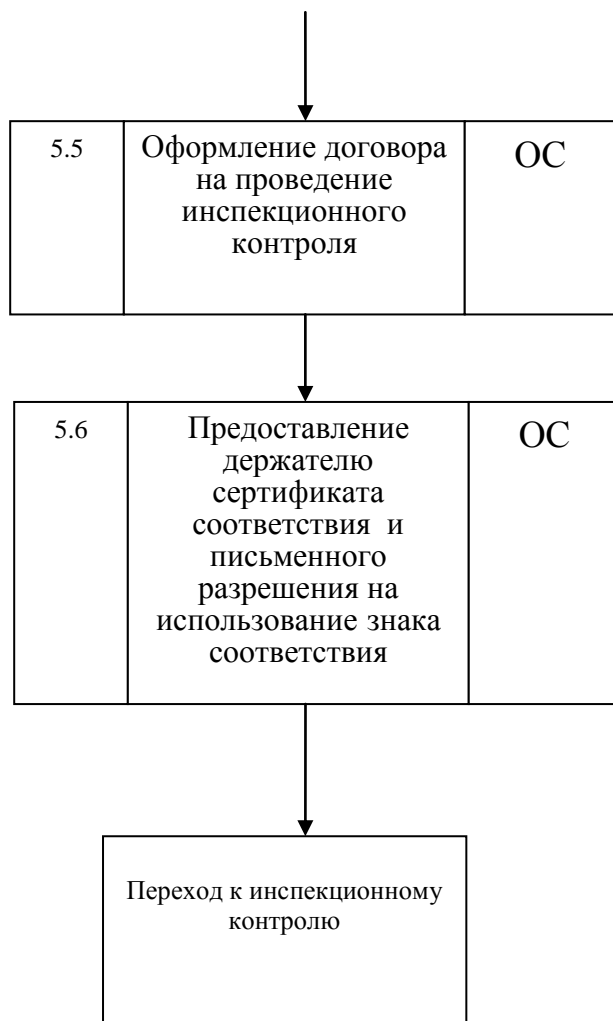 5.5
Оформление договора
на проведение
инспекционного
контроля
ОС
5.6
Предоставление
держателю
сертификата
соответствия и
письменного
разрешения на
использование знака
соответствия
ОС
Переход к инспекционному
контролю